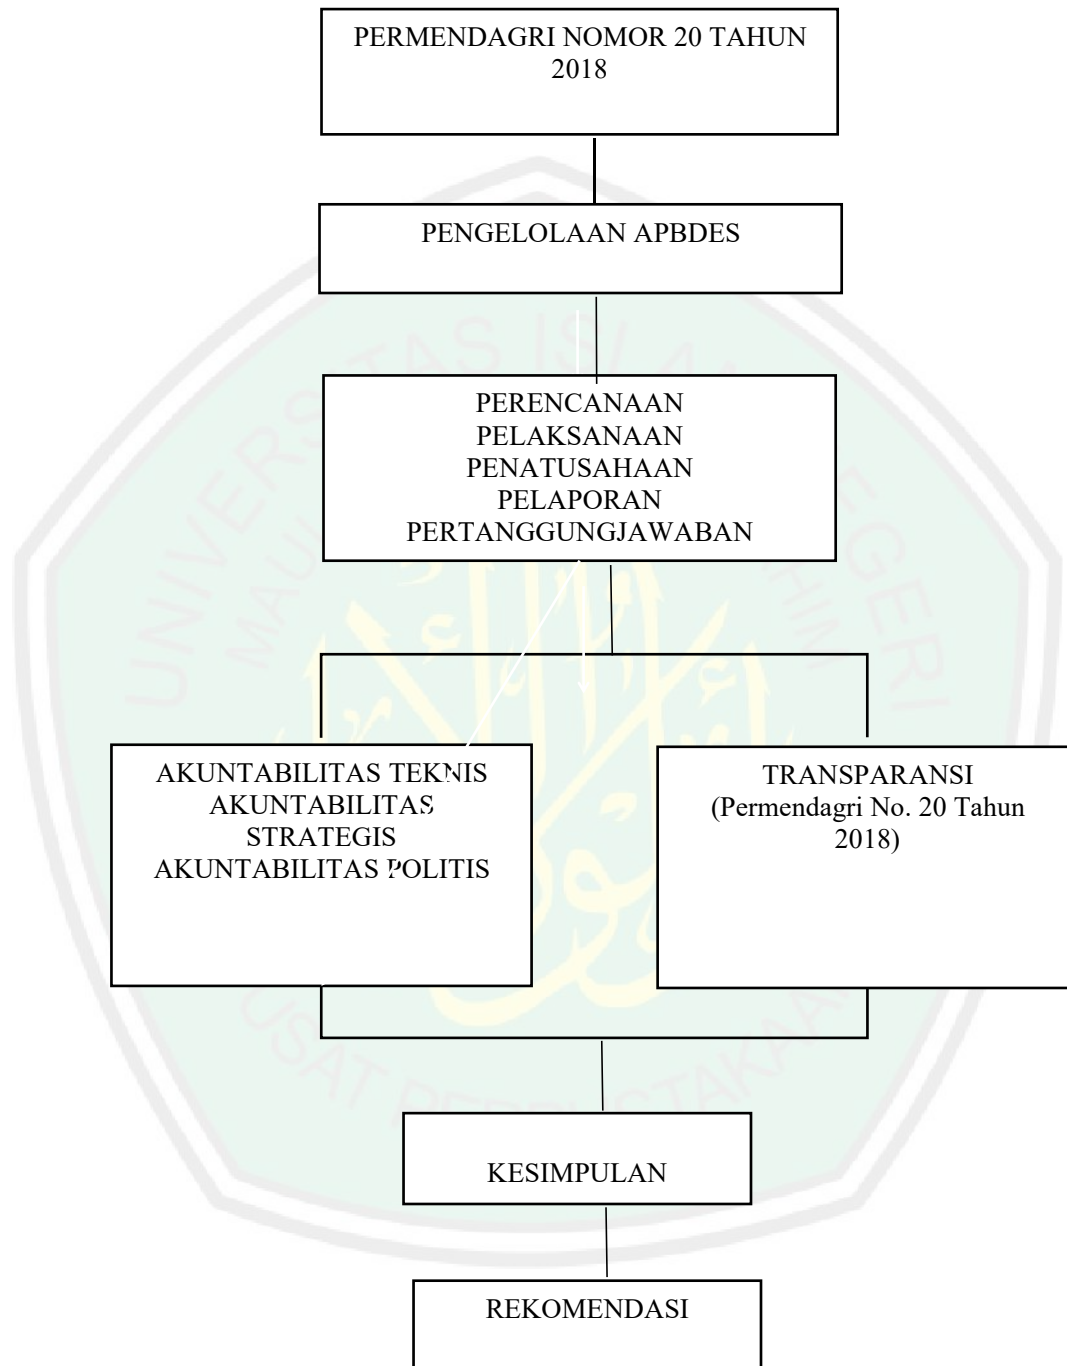 PERMENDAGRI NOMOR 20 TAHUN
2018
PENGELOLAAN APBDES
PERENCANAAN
PELAKSANAAN
PENATUSAHAAN
PELAPORAN
PERTANGGUNGJAWABAN
AKUNTABILITAS TEKNIS
AKUNTABILITAS
STRATEGIS
AKUNTABILITAS POLITIS
TRANSPARANSI
(Permendagri No. 20 Tahun
2018)
KESIMPULAN
REKOMENDASI